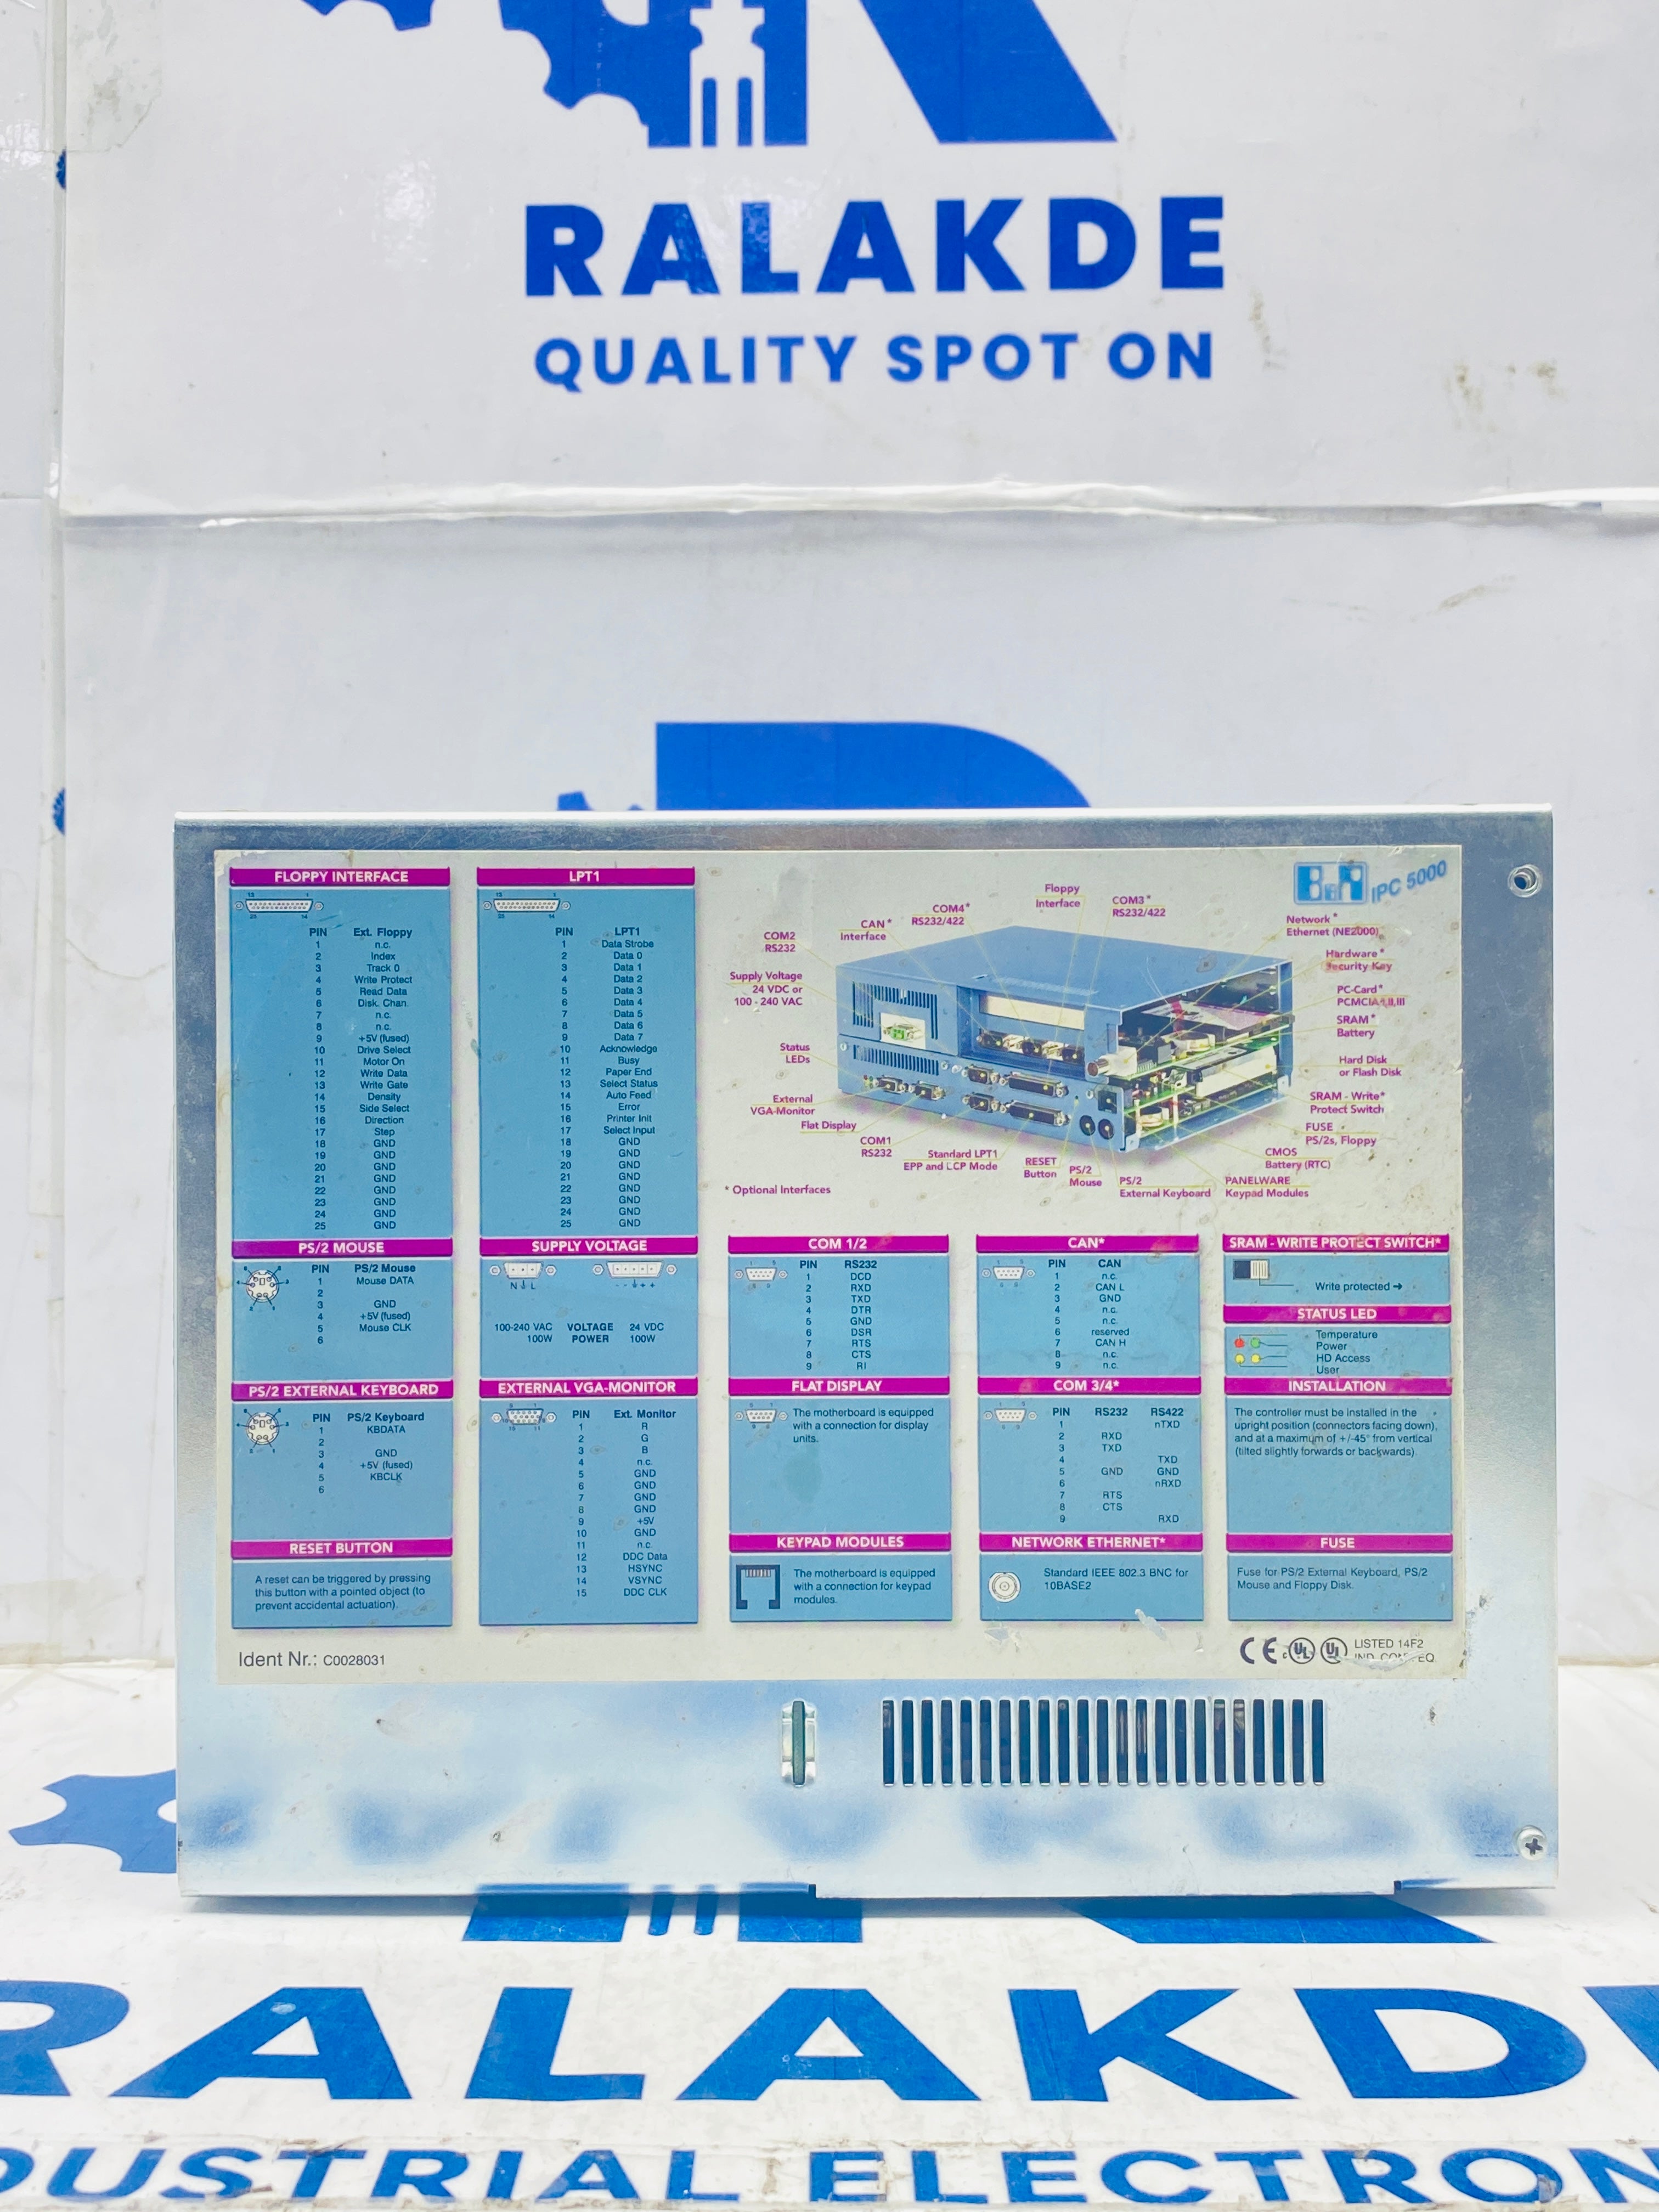 RALAKDE
QUALITY SPOT ON
FLOPPY INTERFACE
13 1
25 14
PIN Ext. Floppy
1 n.c.
2 Index
3 Track 0
4 Write Protect
5 Read Data
6 Disk. Chan.
7 n.c.
8 n.c.
9 +5V (fused)
10 Drive Select
11 Motor On
12 Write Data
13 Write Gate
14 Density
15 Side Select
16 Direction
17 Step
18 GND
19 GND
20 GND
21 GND
22 GND
23 GND
24 GND
25 GND
LPT1
13 1
25 14
PIN LPT1
1 Data Strobe
2 Data 0
3 Data 1
4 Data 2
5 Data 3
6 Data 4
7 Data 5
8 Data 6
9 Data 7
10 Acknowledge
11 Busy
12 Paper End
13 Select Status
14 Auto Feed
15 Error
16 Printer Init
17 Select Input
18 GND
19 GND
20 GND
21 GND
22 GND
23 GND
24 GND
25 GND
B&R IPC 5000
Floppy
Interface
COM3*
RS232/422
COM4*
RS232/422
CAN*
Interface
COM2
RS232
Supply Voltage
24 VDC or
100 - 240 VAC
Status
LEDs
External
VGA-Monitor
Flat Display
COM1
RS232
Standard LPT1
EPP and ECP Mode
RESET
Button
PS/2
Mouse
PS/2
External Keyboard
PANELWARE
Keypad Modules
Network*
Ethernet (NE2000)
Hardware*
Security Key
PC-Card*
PCMCIA I,II,III
SRAM*
Battery
Hard Disk
or Flash Disk
SRAM - Write*
Protect Switch
FUSE
PS/2s, Floppy
CMOS
Battery (RTC)
* Optional Interfaces
PS/2 MOUSE
PIN PS/2 Mouse
1 Mouse DATA
2
3 GND
4 +5V (fused)
5 Mouse CLK
6
SUPPLY VOLTAGE
N L
- - + +
100-240 VAC VOLTAGE 24 VDC
100W POWER 100W
COM 1/2
PIN RS232
1 DCD
2 RXD
3 TXD
4 DTR
5 GND
6 DSR
7 RTS
8 CTS
9 RI
CAN*
PIN CAN
1 n.c.
2 CAN L
3 GND
4 n.c.
5 n.c.
6 reserved
7 CAN H
8 n.c.
9 n.c.
SRAM - WRITE PROTECT SWITCH*
Write protected ➔
STATUS LED
Temperature
Power
HD Access
User
PS/2 EXTERNAL KEYBOARD
PIN PS/2 Keyboard
1 KBDATA
2
3 GND
4 +5V (fused)
5 KBCLK
6
EXTERNAL VGA-MONITOR
PIN Ext. Monitor
1 R
2 G
3 B
4 n.c.
5 GND
6 GND
7 GND
8 GND
9 +5V
10 GND
11 n.c.
12 DDC Data
13 HSYNC
14 VSYNC
15 DDC CLK
FLAT DISPLAY
The motherboard is equipped
with a connection for display
units.
COM 3/4*
PIN RS232 RS422
1 nTXD
2 RXD
3 TXD
4 TXD
5 GND GND
6 nRXD
7 RTS
8 CTS
9 RXD
INSTALLATION
The controller must be installed in the
upright position (connectors facing down),
and at a maximum of +/-45° from vertical
(tilted slightly forwards or backwards).
RESET BUTTON
A reset can be triggered by pressing
this button with a pointed object (to
prevent accidental actuation).
KEYPAD MODULES
The motherboard is equipped
with a connection for keypad
modules.
NETWORK ETHERNET*
Standard IEEE 802.3 BNC for
10BASE2
FUSE
Fuse for PS/2 External Keyboard, PS/2
Mouse and Floppy Disk.
Ident Nr.: C0028031
CE c UL UL LISTED 14F2
IND. CONT. EQ.
RALAKD
DUSTRIAL ELECTRON